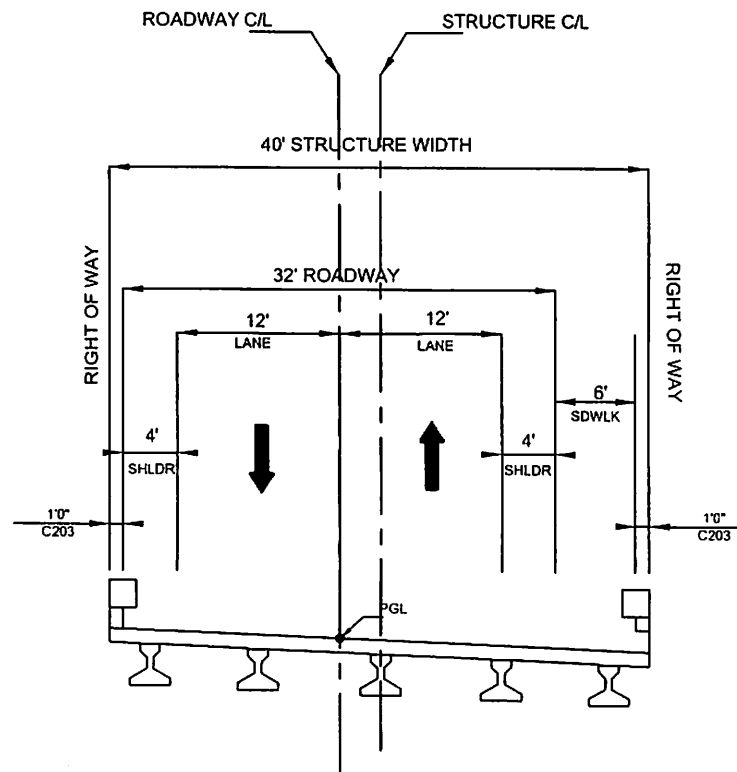 ROADWAY C/L
STRUCTURE C/L
40' STRUCTURE WIDTH
RIGHT OF WAY
RIGHT OF WAY
32' ROADWAY
12'
LANE
12'
LANE
6'
SDWLK
4'
SHLDR
4'
SHLDR
1'0"
C203
1'0"
C203
PGL